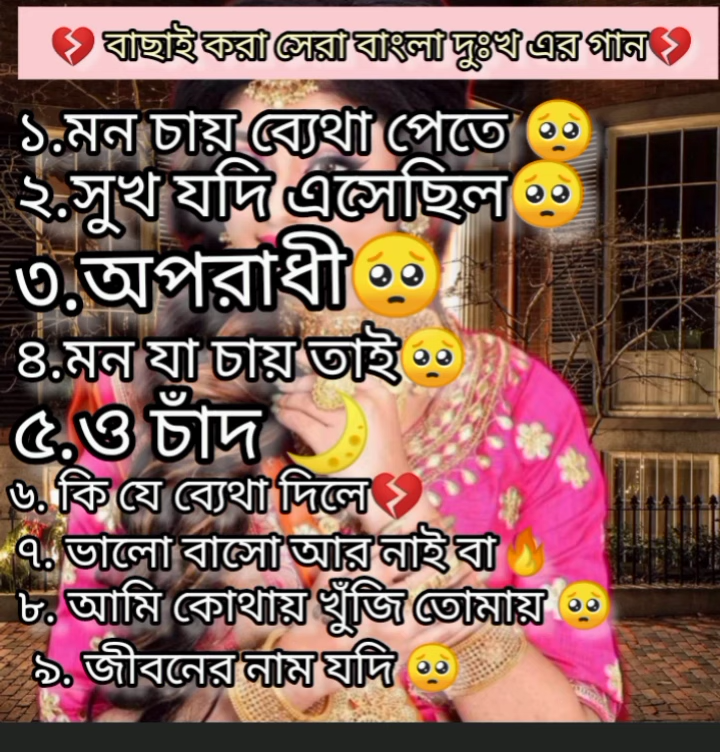 💔 বাছাই করা সেরা বাংলা দুঃখ এর গান💔
১.মন চায় ব্যেথা পেতে 🥺
২.সুখ যদি এসেছিল🥺
৩.অপরাধী🥺
৪.মন যা চায় তাই🥺
৫.ও চাঁদ 🌙
৬. কি যে ব্যেথা দিলে💔
৭. ভালো বাসো আর নাই বা 🔥
৮. আমি কোথায় খুঁজি তোমায় 🥺
৯. জীবনের নাম যদি 🥺